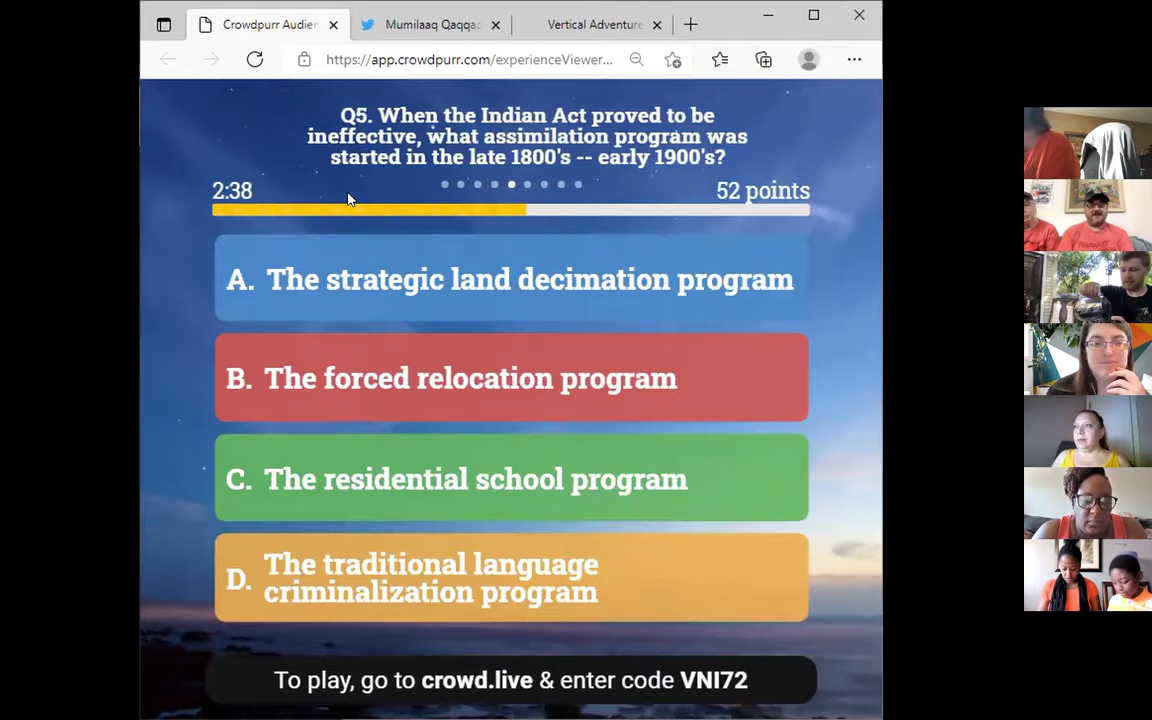 Crowdpurr Audien
Mumilaaq Qaqqaq
Vertical Adventure
https://app.crowdpurr.com/experienceViewer...
Q5. When the Indian Act proved to be
ineffective, what assimilation program was
started in the late 1800's -- early 1900's?
2:38
52 points
A. The strategic land decimation program
B. The forced relocation program
C. The residential school program
D. The traditional language
criminalization program
To play, go to crowd.live & enter code VNI72